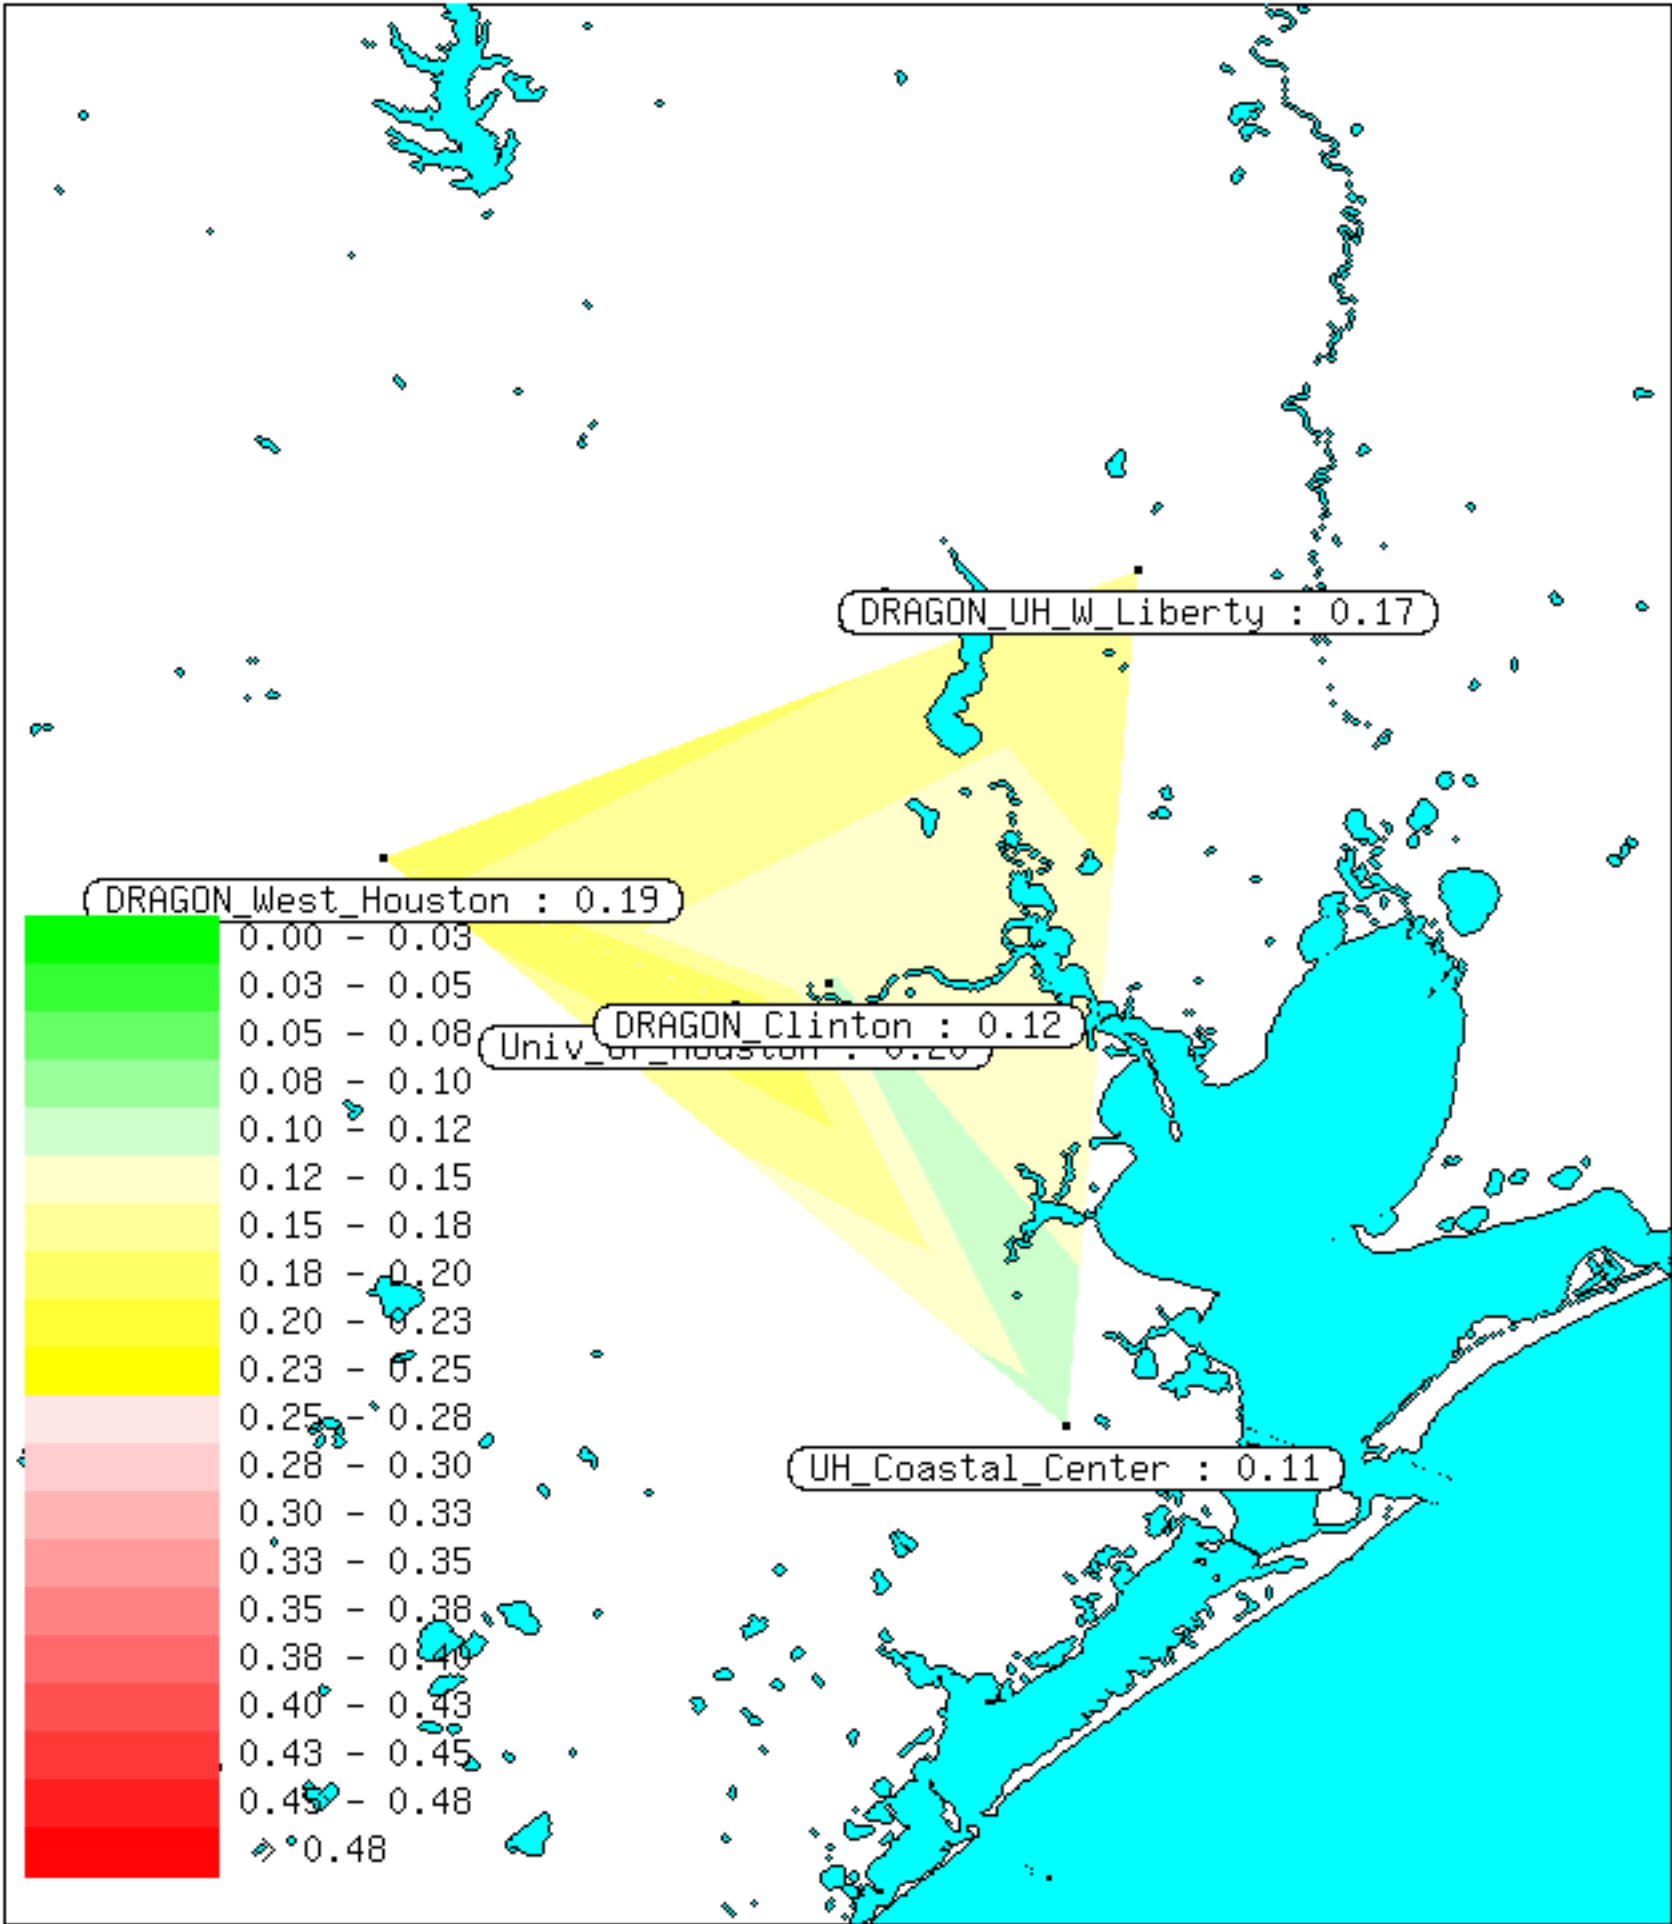 DRAGON_UH_W_Liberty : 0.17
DRAGON_West_Houston : 0.19
DRAGON_Clinton : 0.12
Univ_of_Houston : 0.20
UH_Coastal_Center : 0.11
0.00 - 0.03
0.03 - 0.05
0.05 - 0.08
0.08 - 0.10
0.10 - 0.12
0.12 - 0.15
0.15 - 0.18
0.18 - 0.20
0.20 - 0.23
0.23 - 0.25
0.25 - 0.28
0.28 - 0.30
0.30 - 0.33
0.33 - 0.35
0.35 - 0.38
0.38 - 0.40
0.40 - 0.43
0.43 - 0.45
0.45 - 0.48
> 0.48